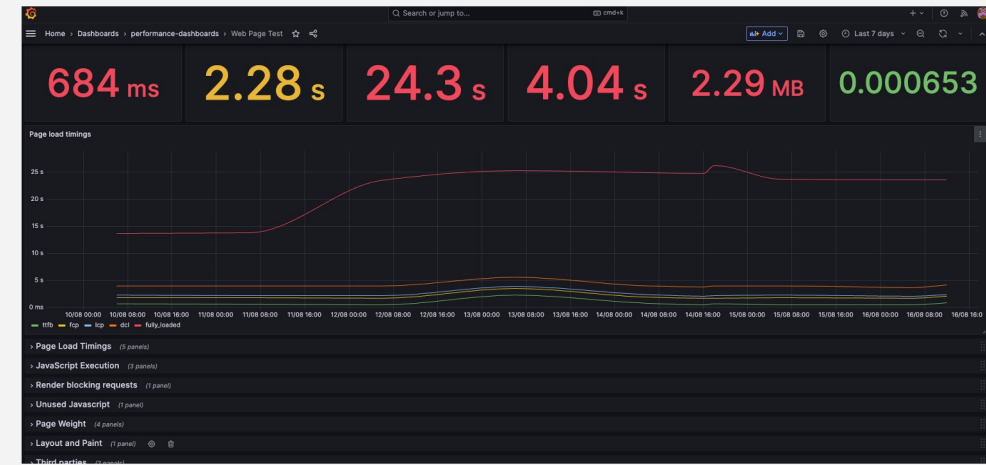 Search or jump to...
cmd+k
Home › Dashboards › performance-dashboards › Web Page Test
Add
Last 7 days
684 ms
2.28 s
24.3 s
4.04 s
2.29 MB
0.000653
Page load timings
25 s
20 s
15 s
10 s
5 s
0 ms
10/08 00:00 10/08 08:00 10/08 16:00 11/08 00:00 11/08 08:00 11/08 16:00 12/08 00:00 12/08 08:00 12/08 16:00 13/08 00:00 13/08 08:00 13/08 16:00 14/08 00:00 14/08 08:00 14/08 16:00 15/08 00:00 15/08 08:00 15/08 16:00 16/08 00:00 16/08 08:00 16/08 16:0
ttfb fcp lcp dcl fully_loaded
› Page Load Timings (5 panels)
› JavaScript Execution (3 panels)
› Render blocking requests (1 panel)
› Unused Javascript (1 panel)
› Page Weight (4 panels)
› Layout and Paint (1 panel)
› Third parties